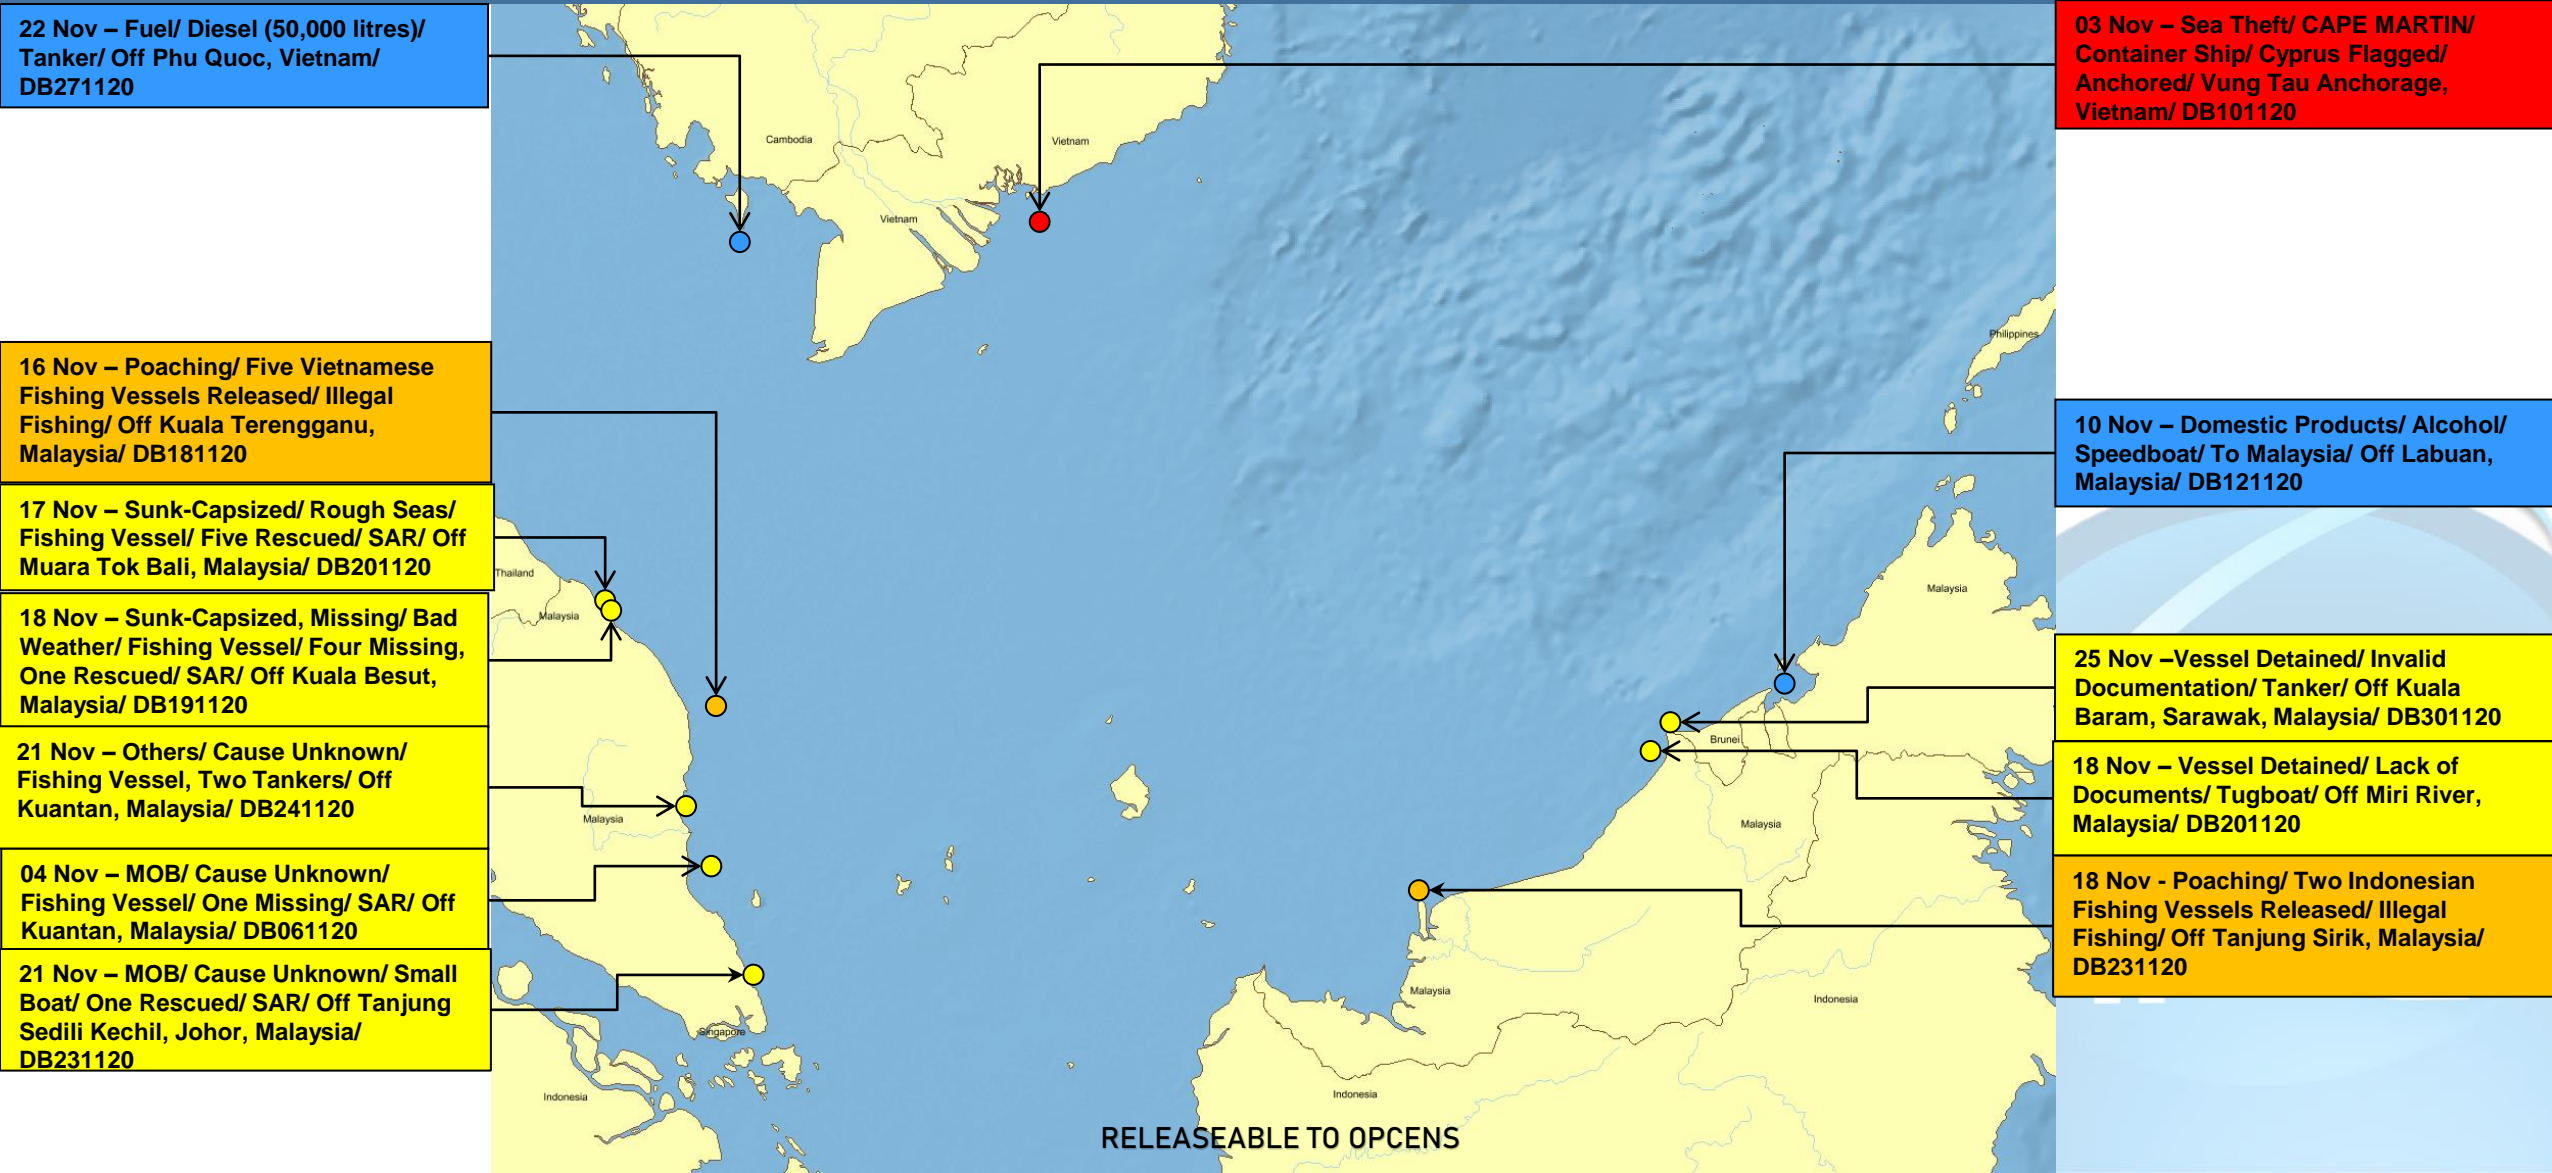 22 Nov – Fuel/ Diesel (50,000 litres)/
Tanker/ Off Phu Quoc, Vietnam/
DB271120
16 Nov – Poaching/ Five Vietnamese
Fishing Vessels Released/ Illegal
Fishing/ Off Kuala Terengganu,
Malaysia/ DB181120
17 Nov – Sunk-Capsized/ Rough Seas/
Fishing Vessel/ Five Rescued/ SAR/ Off
Muara Tok Bali, Malaysia/ DB201120
18 Nov – Sunk-Capsized, Missing/ Bad
Weather/ Fishing Vessel/ Four Missing,
One Rescued/ SAR/ Off Kuala Besut,
Malaysia/ DB191120
21 Nov – Others/ Cause Unknown/
Fishing Vessel, Two Tankers/ Off
Kuantan, Malaysia/ DB241120
04 Nov – MOB/ Cause Unknown/
Fishing Vessel/ One Missing/ SAR/ Off
Kuantan, Malaysia/ DB061120
21 Nov – MOB/ Cause Unknown/ Small
Boat/ One Rescued/ SAR/ Off Tanjung
Sedili Kechil, Johor, Malaysia/
DB231120
Cambodia
Vietnam
Vietnam
Philippines
Thailand
Malaysia
Malaysia
Malaysia
Brunei
Malaysia
Malaysia
Indonesia
Singapore
Indonesia
Indonesia
RELEASEABLE TO OPCENS
03 Nov – Sea Theft/ CAPE MARTIN/
Container Ship/ Cyprus Flagged/
Anchored/ Vung Tau Anchorage,
Vietnam/ DB101120
10 Nov – Domestic Products/ Alcohol/
Speedboat/ To Malaysia/ Off Labuan,
Malaysia/ DB121120
25 Nov –Vessel Detained/ Invalid
Documentation/ Tanker/ Off Kuala
Baram, Sarawak, Malaysia/ DB301120
18 Nov – Vessel Detained/ Lack of
Documents/ Tugboat/ Off Miri River,
Malaysia/ DB201120
18 Nov - Poaching/ Two Indonesian
Fishing Vessels Released/ Illegal
Fishing/ Off Tanjung Sirik, Malaysia/
DB231120